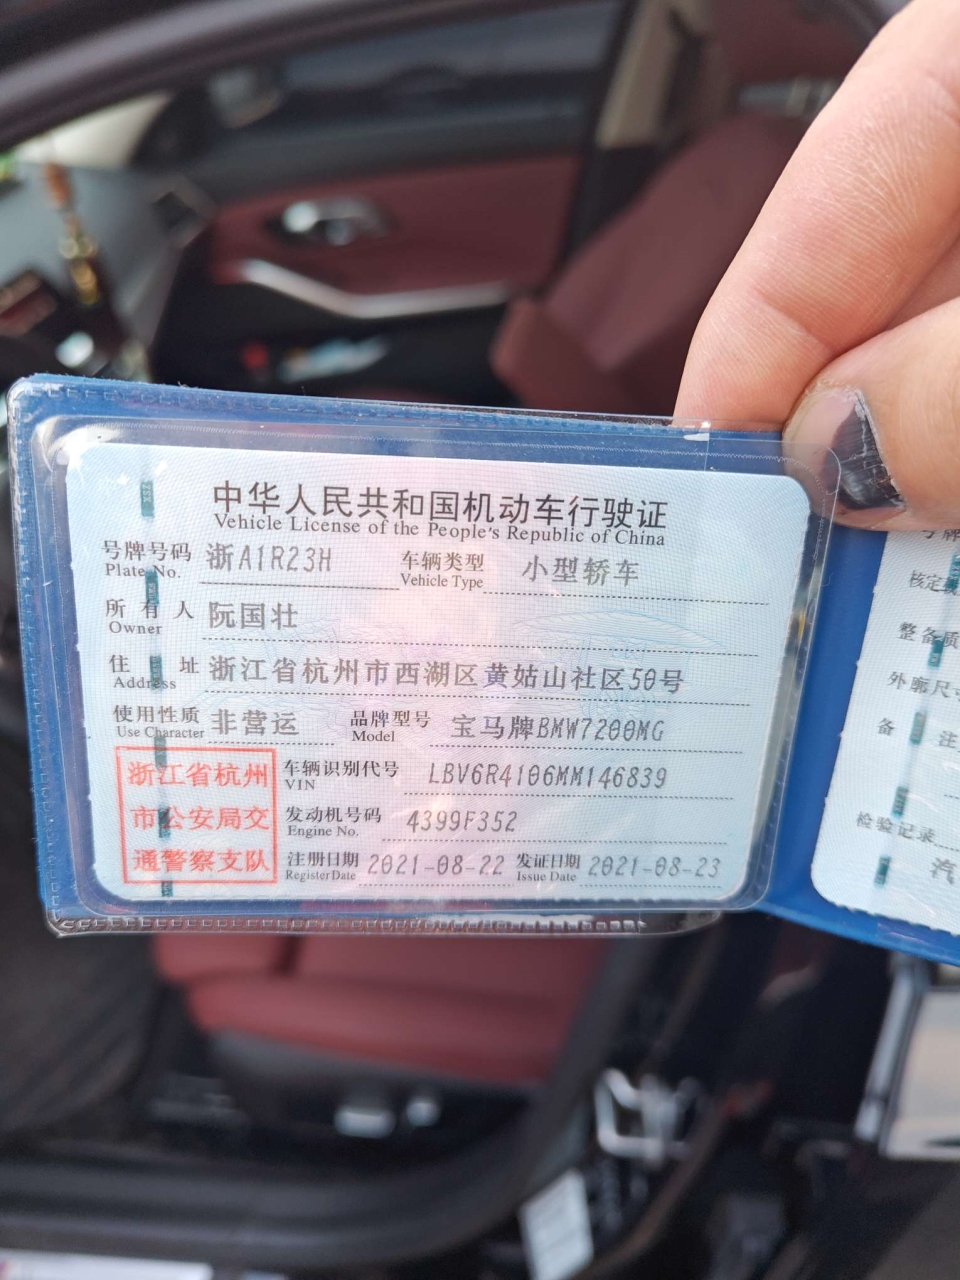 中华人民共和国机动车行驶证
Vehicle License of the People's Republic of China
号牌号码 浙A1R23H 车辆类型 小型轿车
Plate No. Vehicle Type
所有人 阮国壮
Owner
住址 浙江省杭州市西湖区黄姑山社区50号
Address
使用性质 非营运 品牌型号 宝马牌BMW7200MG
Use Character Model
浙江省杭州
市公安局交
通警察支队
车辆识别代号 LBV6R4106MM146839
VIN
发动机号码 4399F352
Engine No.
注册日期 2021-08-22 发证日期 2021-08-23
Register Date Issue Date
号牌
核定载
整备质
外廓尺寸
备 注
检验记录
汽